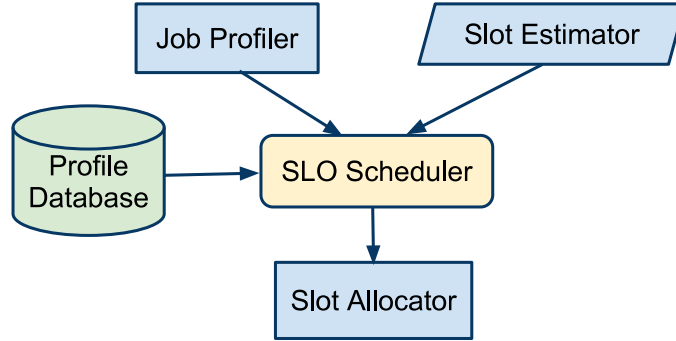 Job Profiler
Slot Estimator
Profile
Database
SLO Scheduler
Slot Allocator